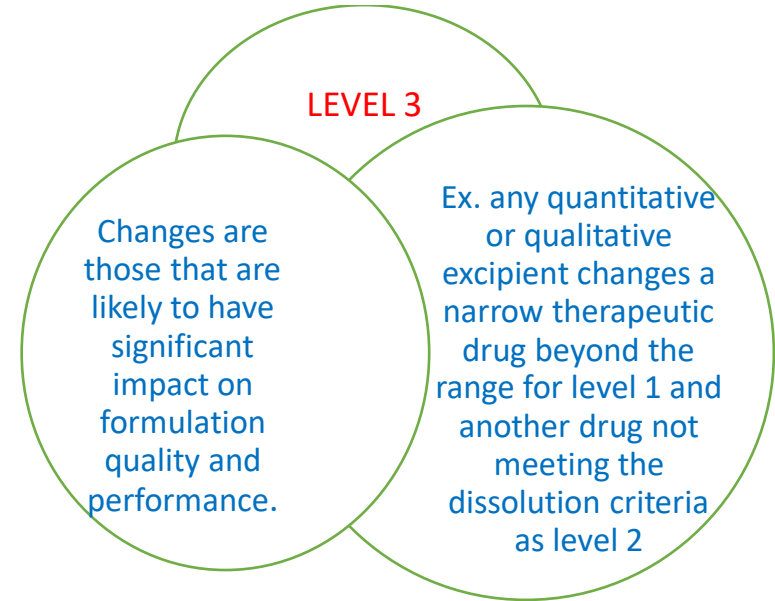 LEVEL 3
Changes are
those that are
likely to have
significant
impact on
formulation
quality and
performance.
Ex. any quantitative
or qualitative
excipient changes a
narrow therapeutic
drug beyond the
range for level 1 and
another drug not
meeting the
dissolution criteria
as level 2